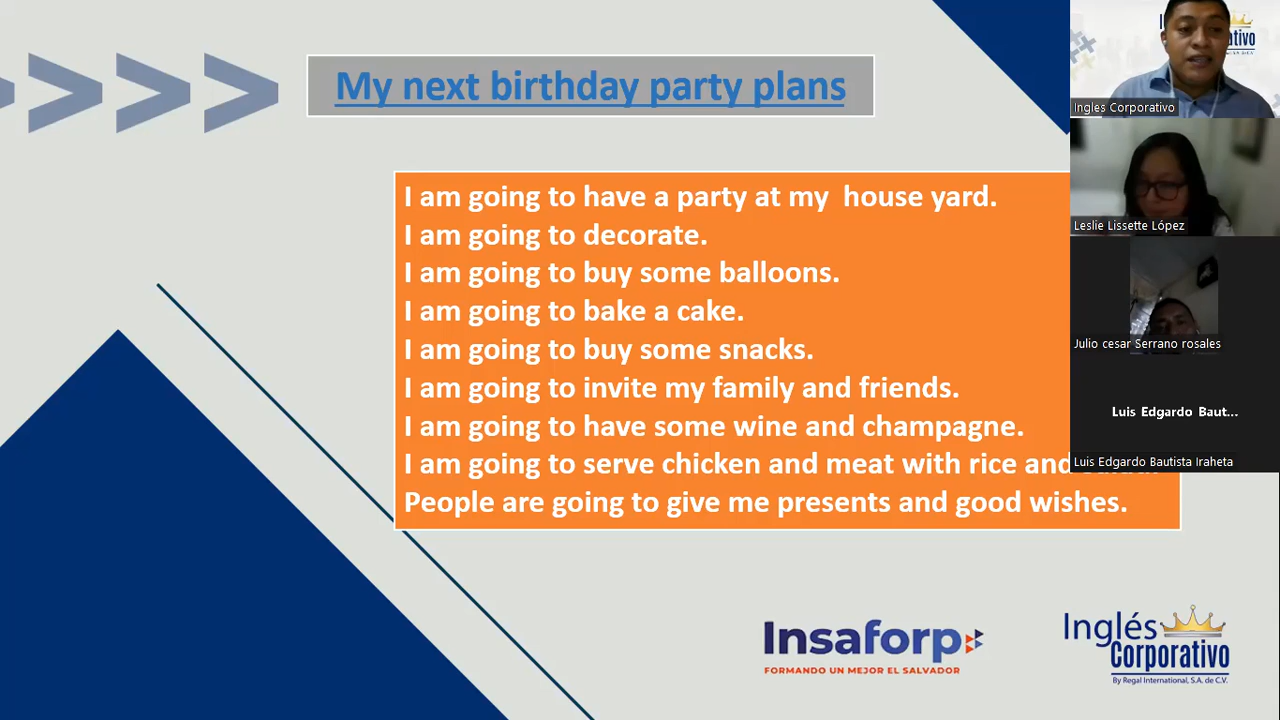 My next birthday party plans
I am going to have a party at my house yard.
I am going to decorate.
I am going to buy some balloons.
I am going to bake a cake.
I am going to buy some snacks.
I am going to invite my family and friends.
I am going to have some wine and champagne.
I am going to serve chicken and meat with rice and
People are going to give me presents and good wishes.
Insaforp
FORMANDO UN MEJOR EL SALVADOR
Inglés
Corporativo
By Regal International, S.A. de C.V.
Ingles Corporativo
Leslie Lissette López
Julio cesar Serrano rosales
Luis Edgardo Baut...
Luis Edgardo Bautista Iraheta